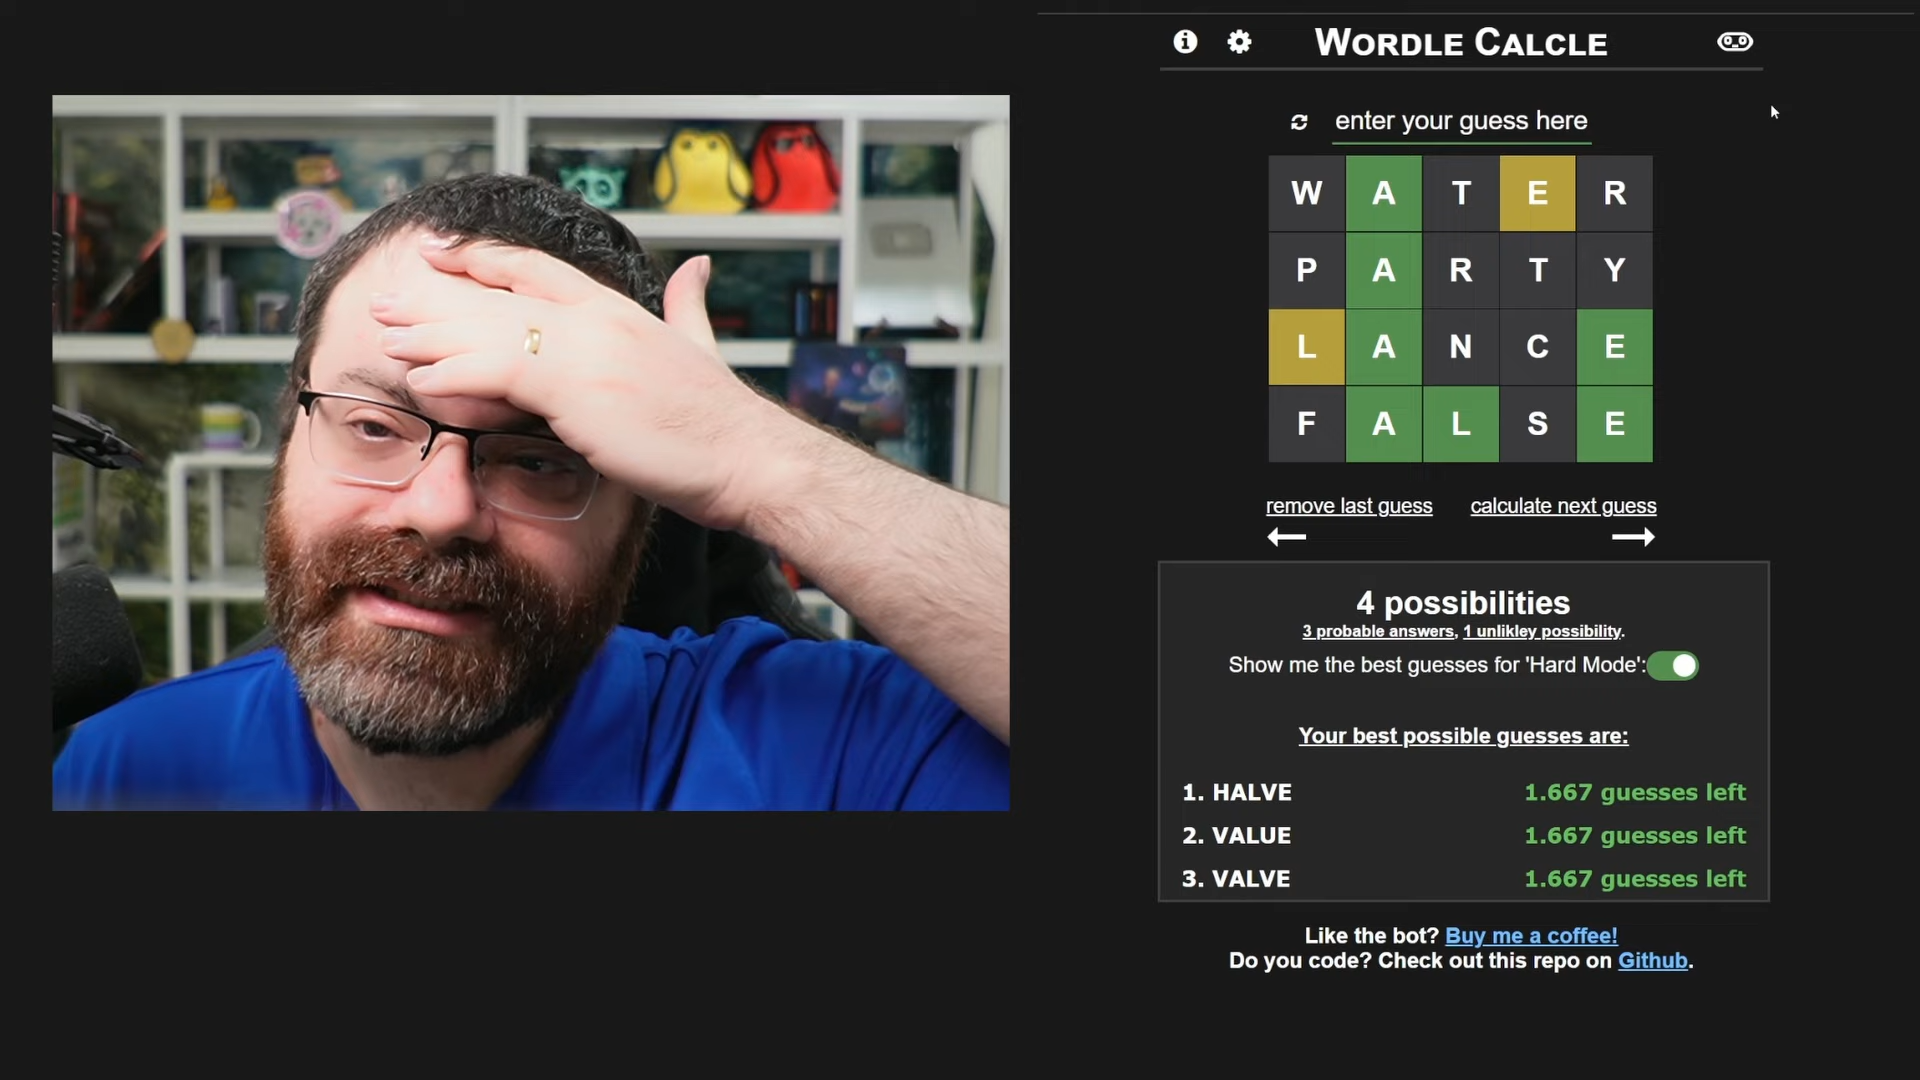 WORDLE CALCLE
enter your guess here
W A T E R
P A R T Y
L A N C E
F A L S E
remove last guess calculate next guess
4 possibilities
3 probable answers, 1 unlikley possibility.
Show me the best guesses for 'Hard Mode':
Your best possible guesses are:
1. HALVE 1.667 guesses left
2. VALUE 1.667 guesses left
3. VALVE 1.667 guesses left
Like the bot? Buy me a coffee!
Do you code? Check out this repo on Github.